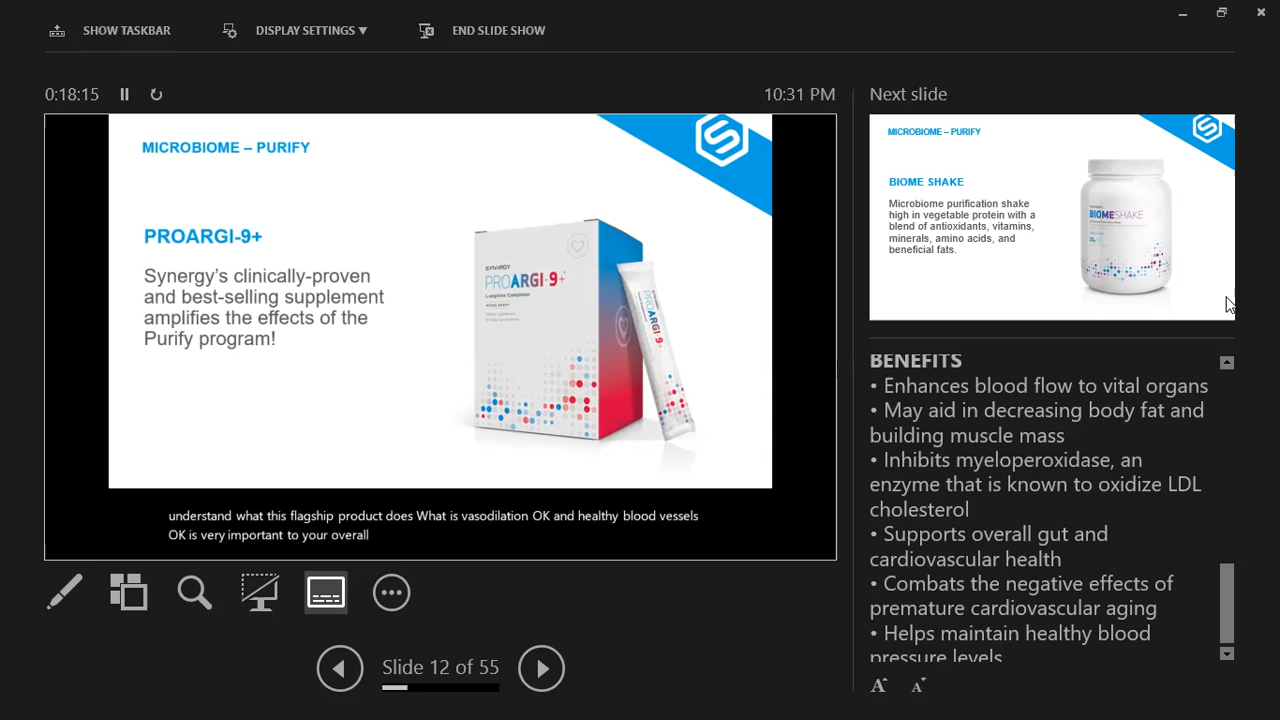 SHOW TASKBAR
DISPLAY SETTINGS ▼
END SLIDE SHOW
0:18:15
10:31 PM
Next slide
MICROBIOME – PURIFY
PROARGI-9+
Synergy's clinically-proven
and best-selling supplement
amplifies the effects of the
Purify program!
SYNERGY
PROARGI-9+
L-arginine Complexer
PROARGI-9+
understand what this flagship product does What is vasodilation OK and healthy blood vessels
OK is very important to your overall
Slide 12 of 55
MICROBIOME – PURIFY
BIOME SHAKE
Microbiome purification shake
high in vegetable protein with a
blend of antioxidants, vitamins,
minerals, amino acids, and
beneficial fats.
BIOMESHAKE
BENEFITS
• Enhances blood flow to vital organs
• May aid in decreasing body fat and
building muscle mass
• Inhibits myeloperoxidase, an
enzyme that is known to oxidize LDL
cholesterol
• Supports overall gut and
cardiovascular health
• Combats the negative effects of
premature cardiovascular aging
• Helps maintain healthy blood
pressure levels
A A